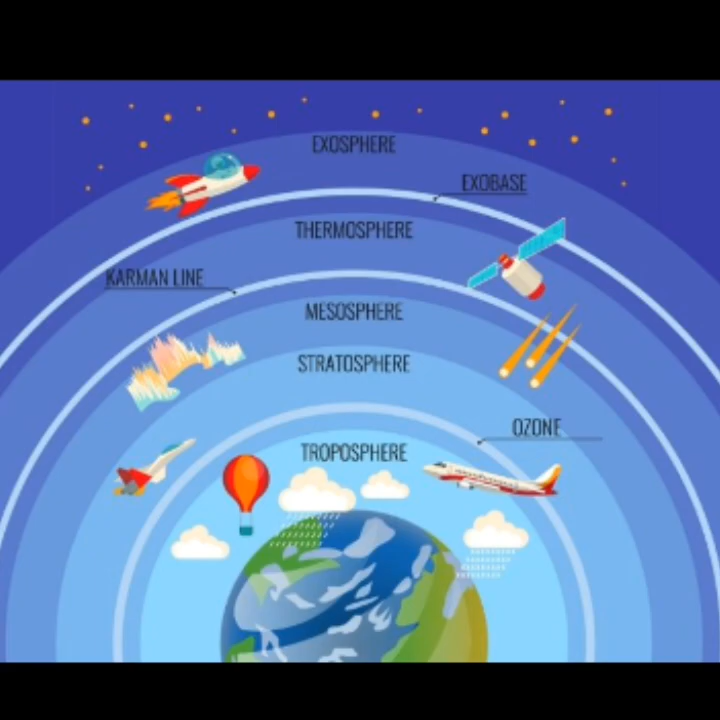 EXOSPHERE
EXOBASE
THERMOSPHERE
KARMAN LINE
MESOSPHERE
STRATOSPHERE
OZONE
TROPOSPHERE